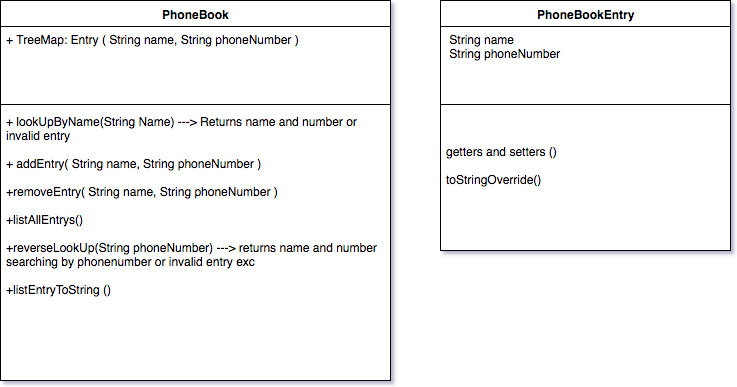 PhoneBook
+ TreeMap: Entry ( String name, String phoneNumber )
+ lookUpByName(String Name) ---> Returns name and number or
invalid entry
+ addEntry( String name, String phoneNumber )
+removeEntry( String name, String phoneNumber )
+listAllEntrys()
+reverseLookUp(String phoneNumber) ---> returns name and number
searching by phonenumber or invalid entry exc
+listEntryToString ()
PhoneBookEntry
String name
String phoneNumber
getters and setters ()
toStringOverride()